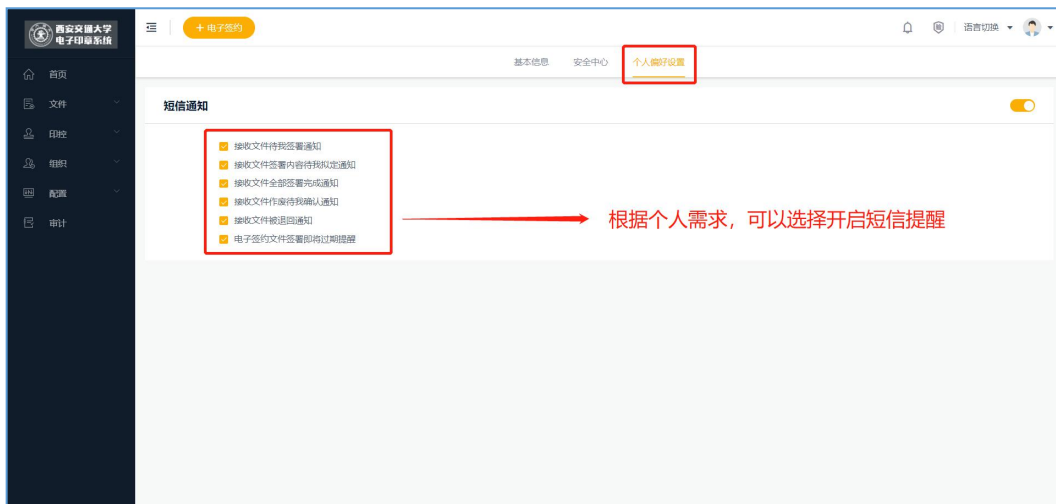 西安交通大学
电子印章系统
+ 电子签约
语言切换
基本信息 安全中心 个人偏好设置
首页
文件
印控
组织
配置
审计
短信通知
接收文件待我签署通知
接收文件签署内容待我拟定通知
接收文件全部签署完成通知
接收文件作废待我确认通知
接收文件被退回通知
电子签约文件签署即将过期提醒
根据个人需求，可以选择开启短信提醒